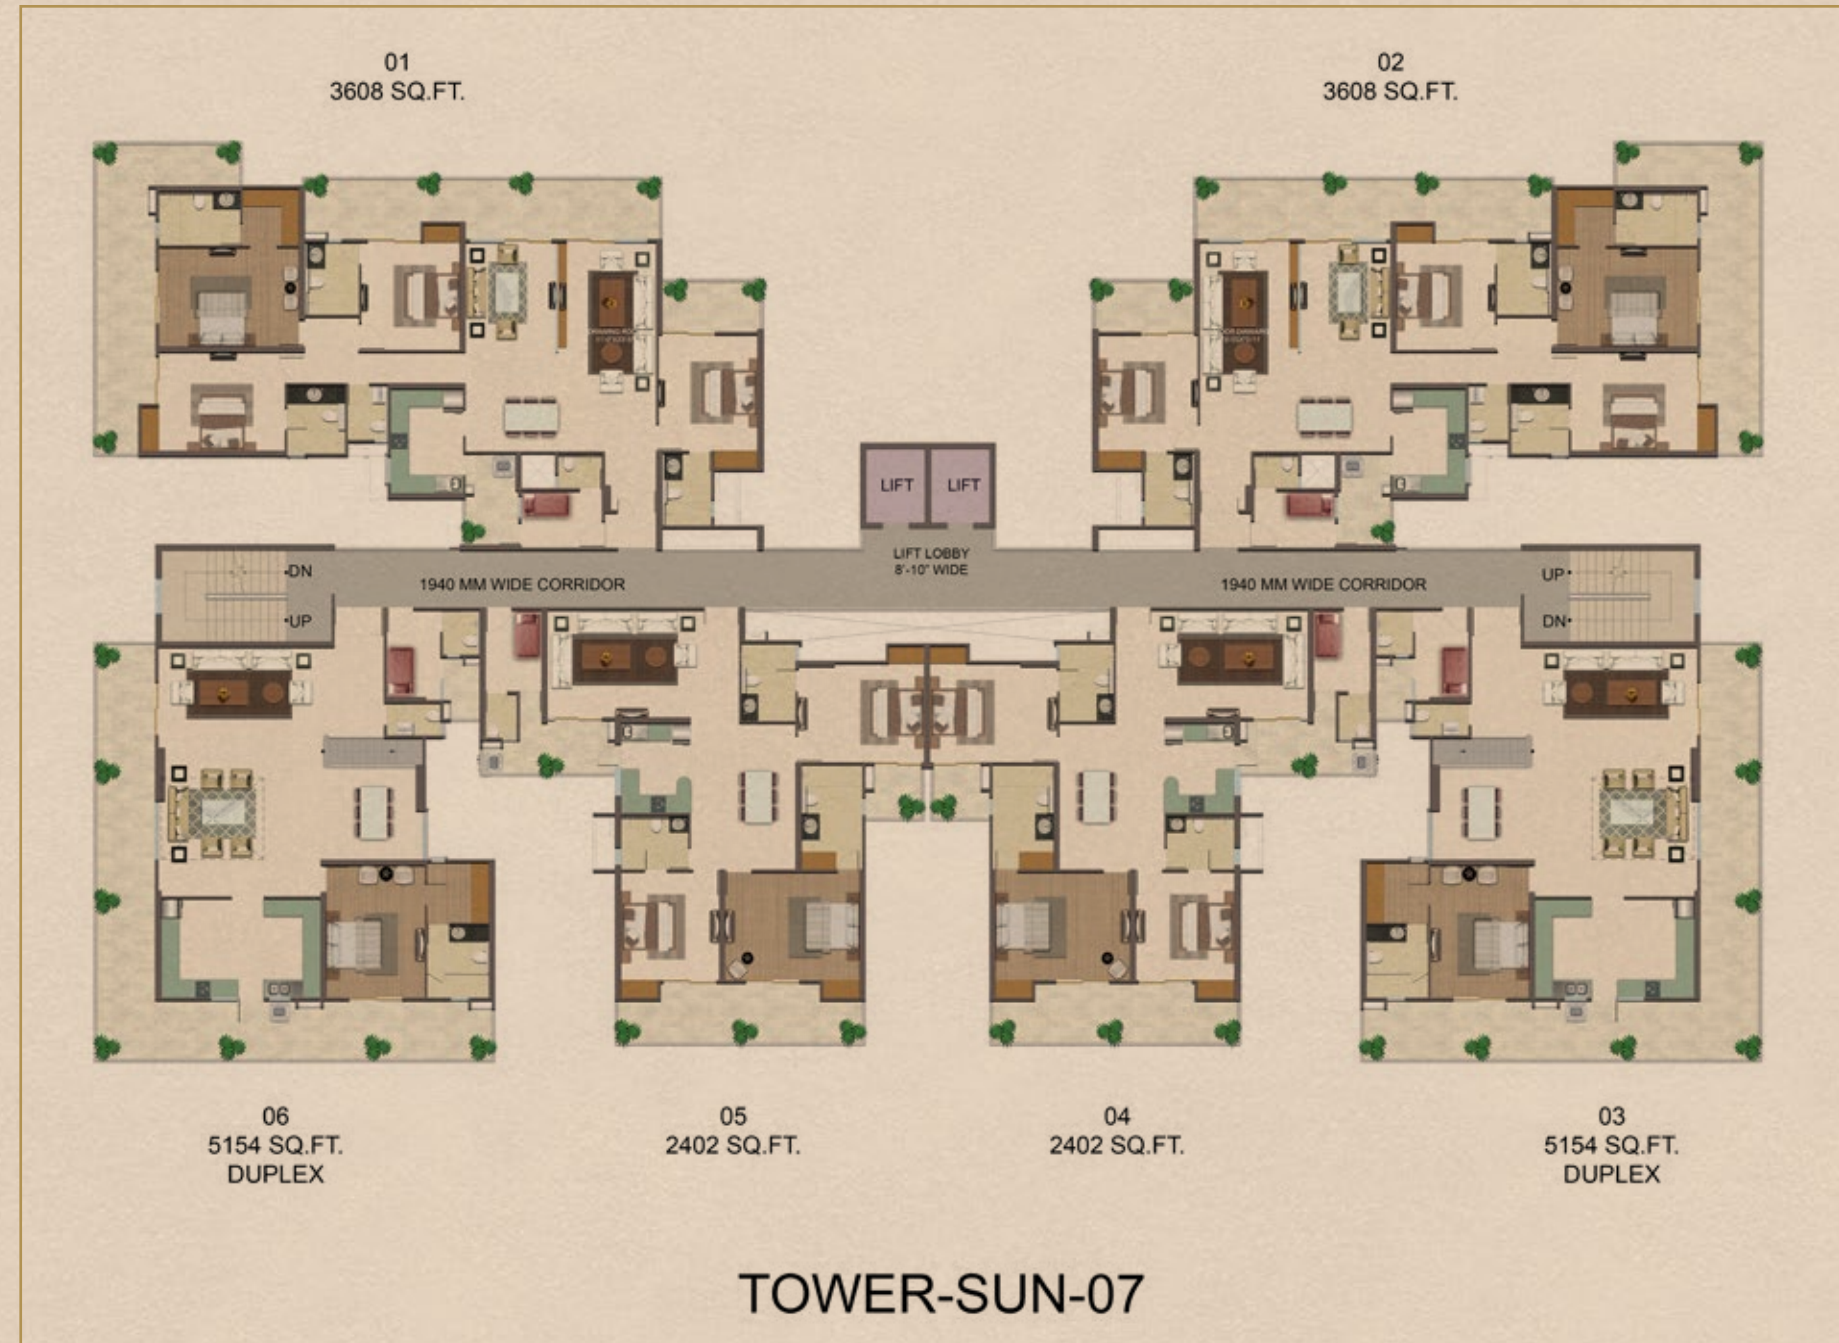 01
3608 SQ.FT.
02
3608 SQ.FT.
LIFT
LIFT
LIFT LOBBY
8'-10" WIDE
DN
UP
1940 MM WIDE CORRIDOR
1940 MM WIDE CORRIDOR
UP
DN
06
5154 SQ.FT.
DUPLEX
05
2402 SQ.FT.
04
2402 SQ.FT.
03
5154 SQ.FT.
DUPLEX
TOWER-SUN-07